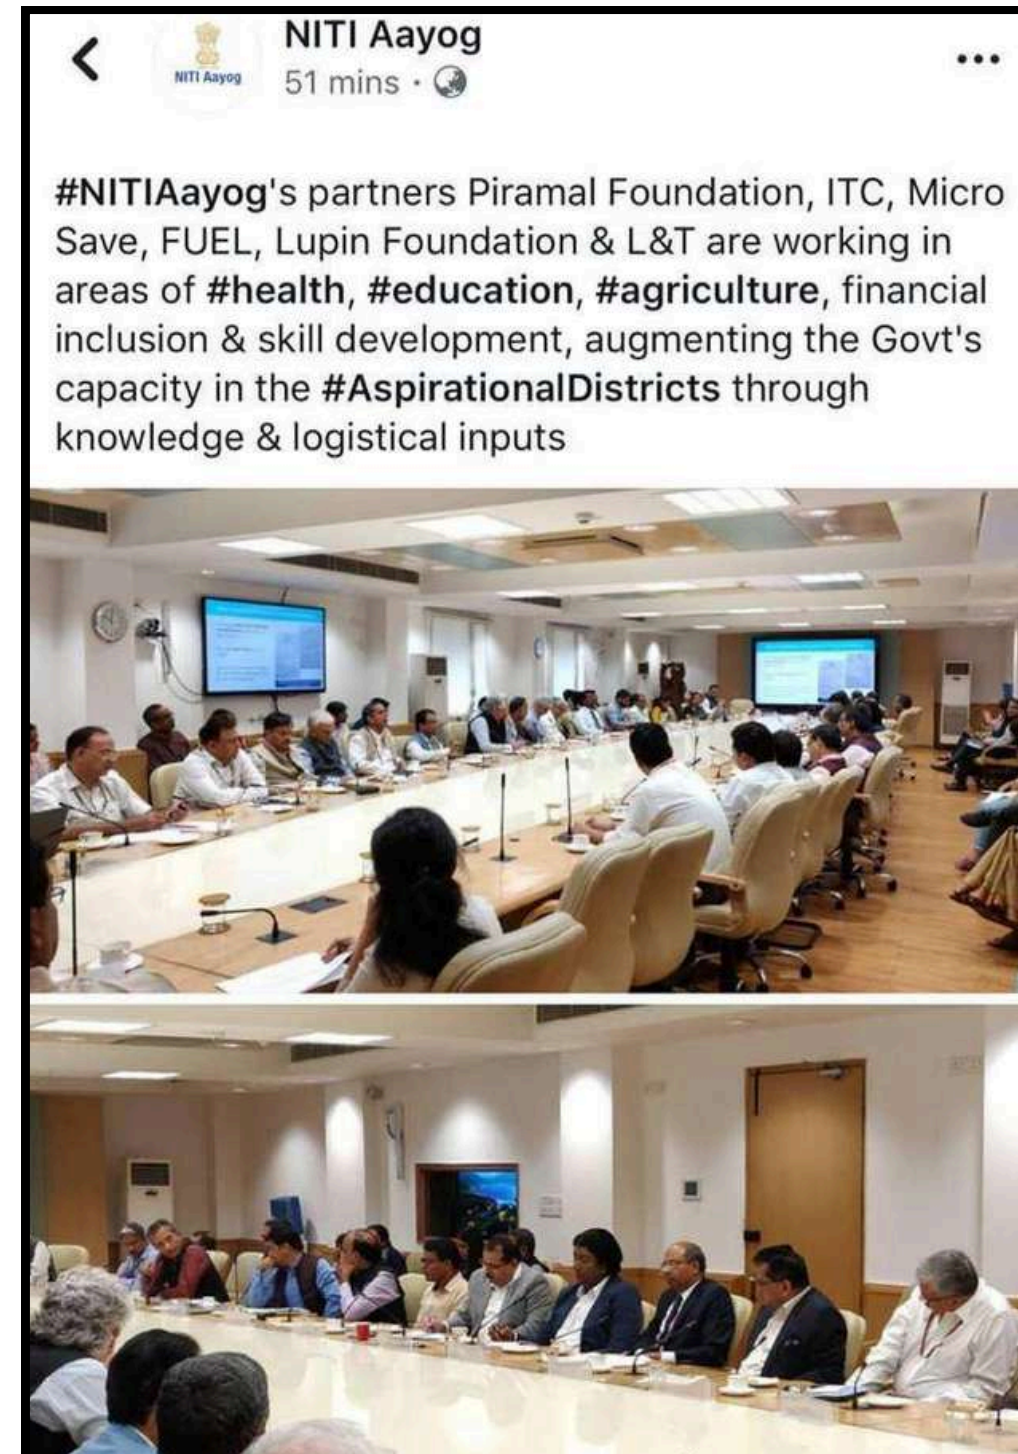 NITI Aayog
NITI Aayog
51 mins ·
#NITIAayog's partners Piramal Foundation, ITC, Micro
Save, FUEL, Lupin Foundation & L&T are working in
areas of #health, #education, #agriculture, financial
inclusion & skill development, augmenting the Govt's
capacity in the #AspirationalDistricts through
knowledge & logistical inputs